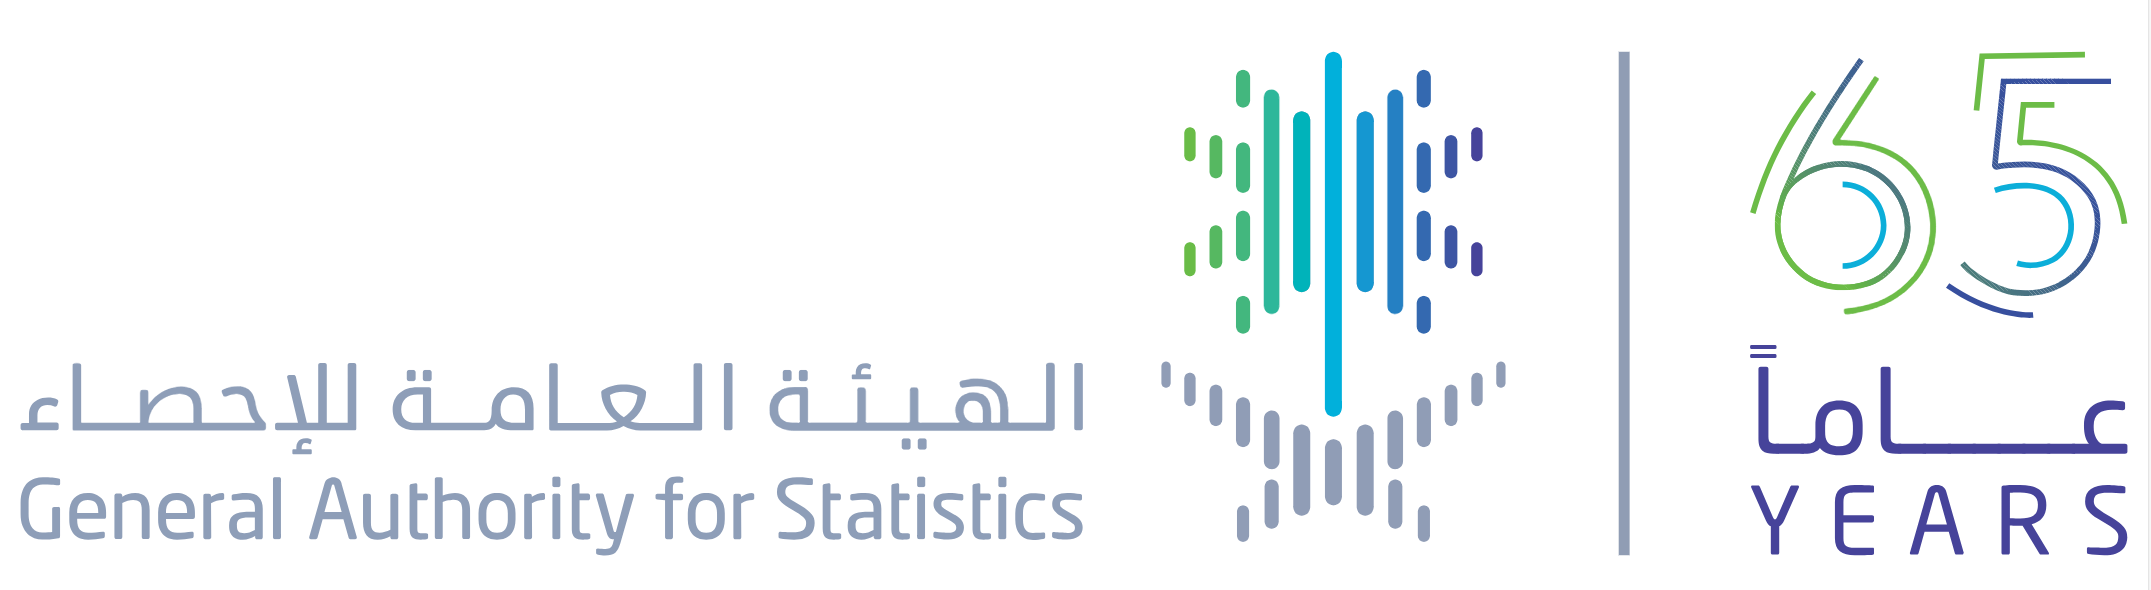 الهيئة العامة للإحصاء
General Authority for Statistics
65
عاماً
YEARS